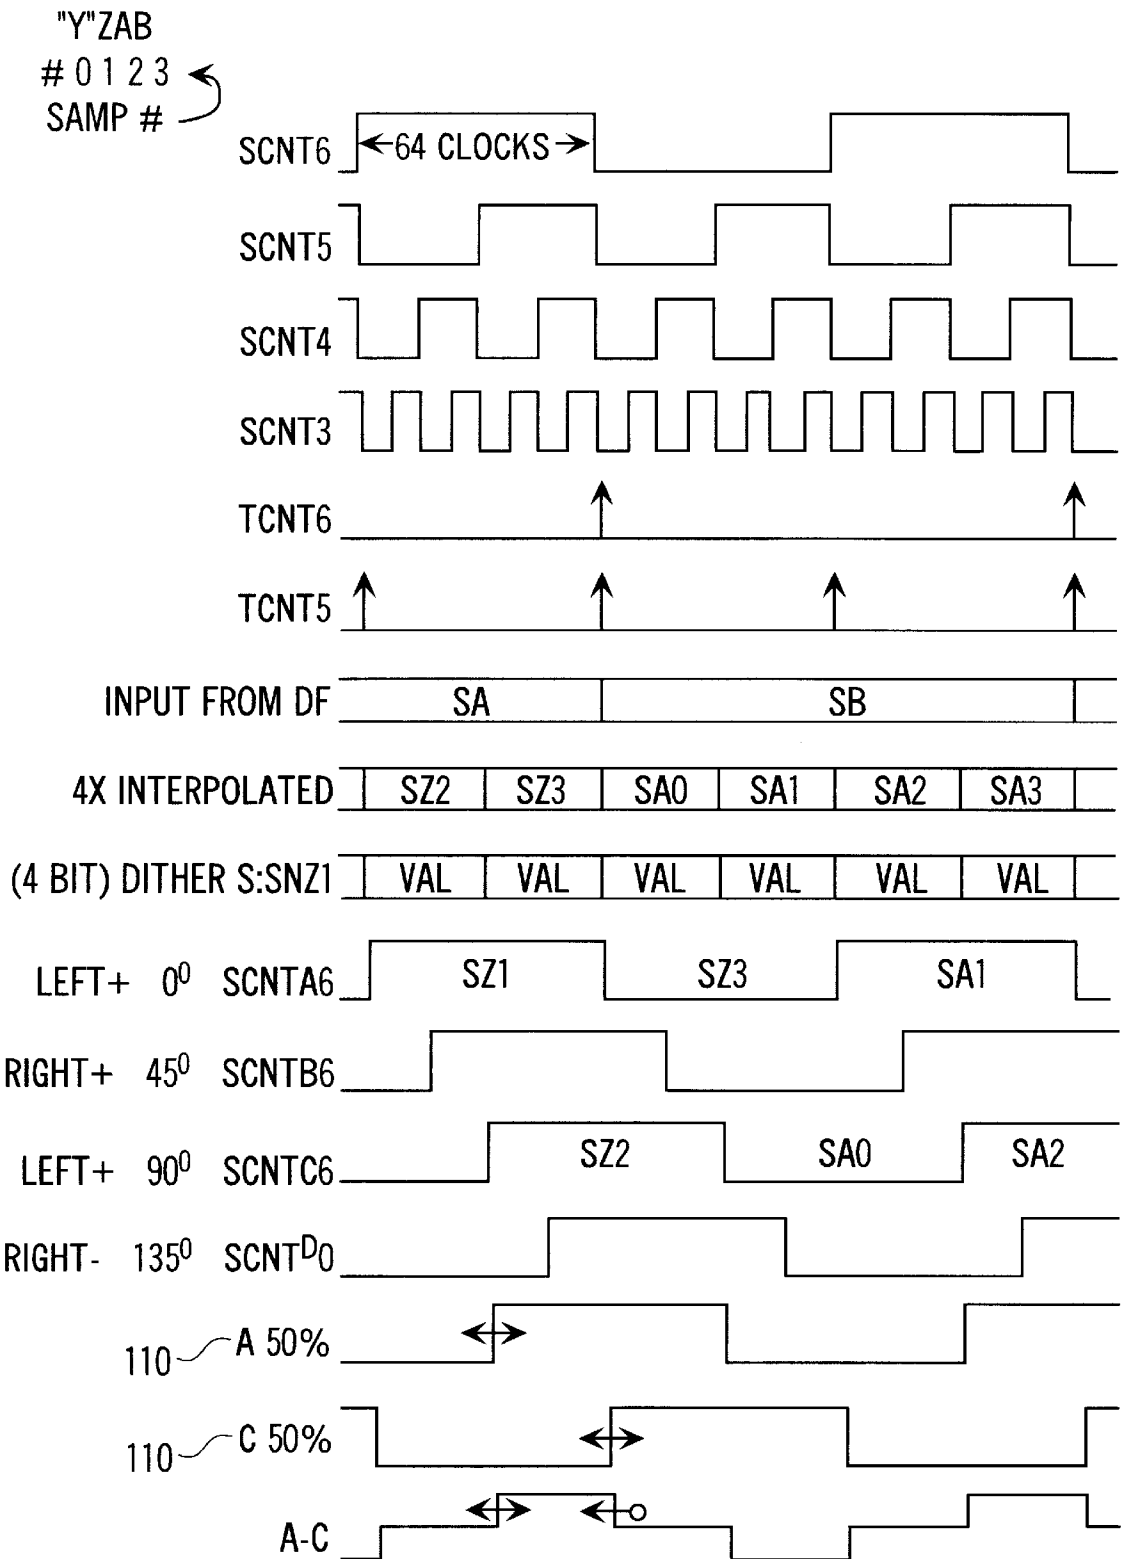 "Y"ZAB
# 0 1 2 3
SAMP #
SCNT6 64 CLOCKS
SCNT5
SCNT4
SCNT3
TCNT6
TCNT5
INPUT FROM DF SA SB
4X INTERPOLATED SZ2 SZ3 SA0 SA1 SA2 SA3
(4 BIT) DITHER S:SNZ1 VAL VAL VAL VAL VAL VAL
LEFT+ 0⁰ SCNTA6 SZ1 SZ3 SA1
RIGHT+ 45⁰ SCNTB6
LEFT+ 90⁰ SCNTC6 SZ2 SA0 SA2
RIGHT- 135⁰ SCNTᴰ0
110 A 50%
110 C 50%
A-C